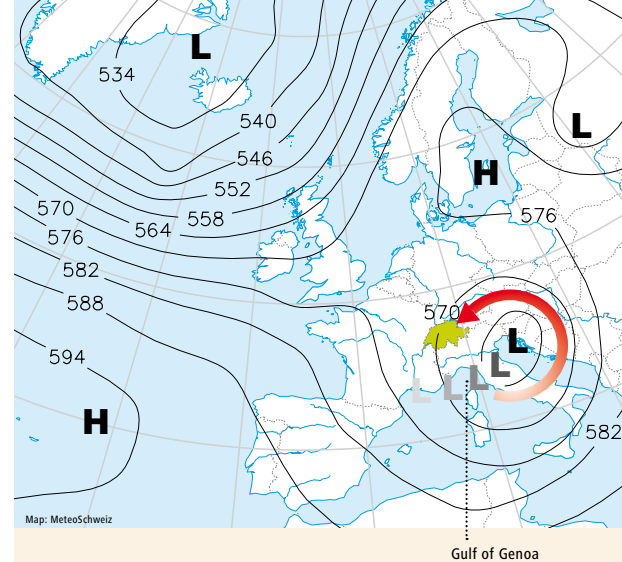 L
534
540
L
546
H
552
570
558
576
564
576
582
588
570
L
594
L
L
L
L
H
582
Map: MeteoSchweiz
Gulf of Genoa